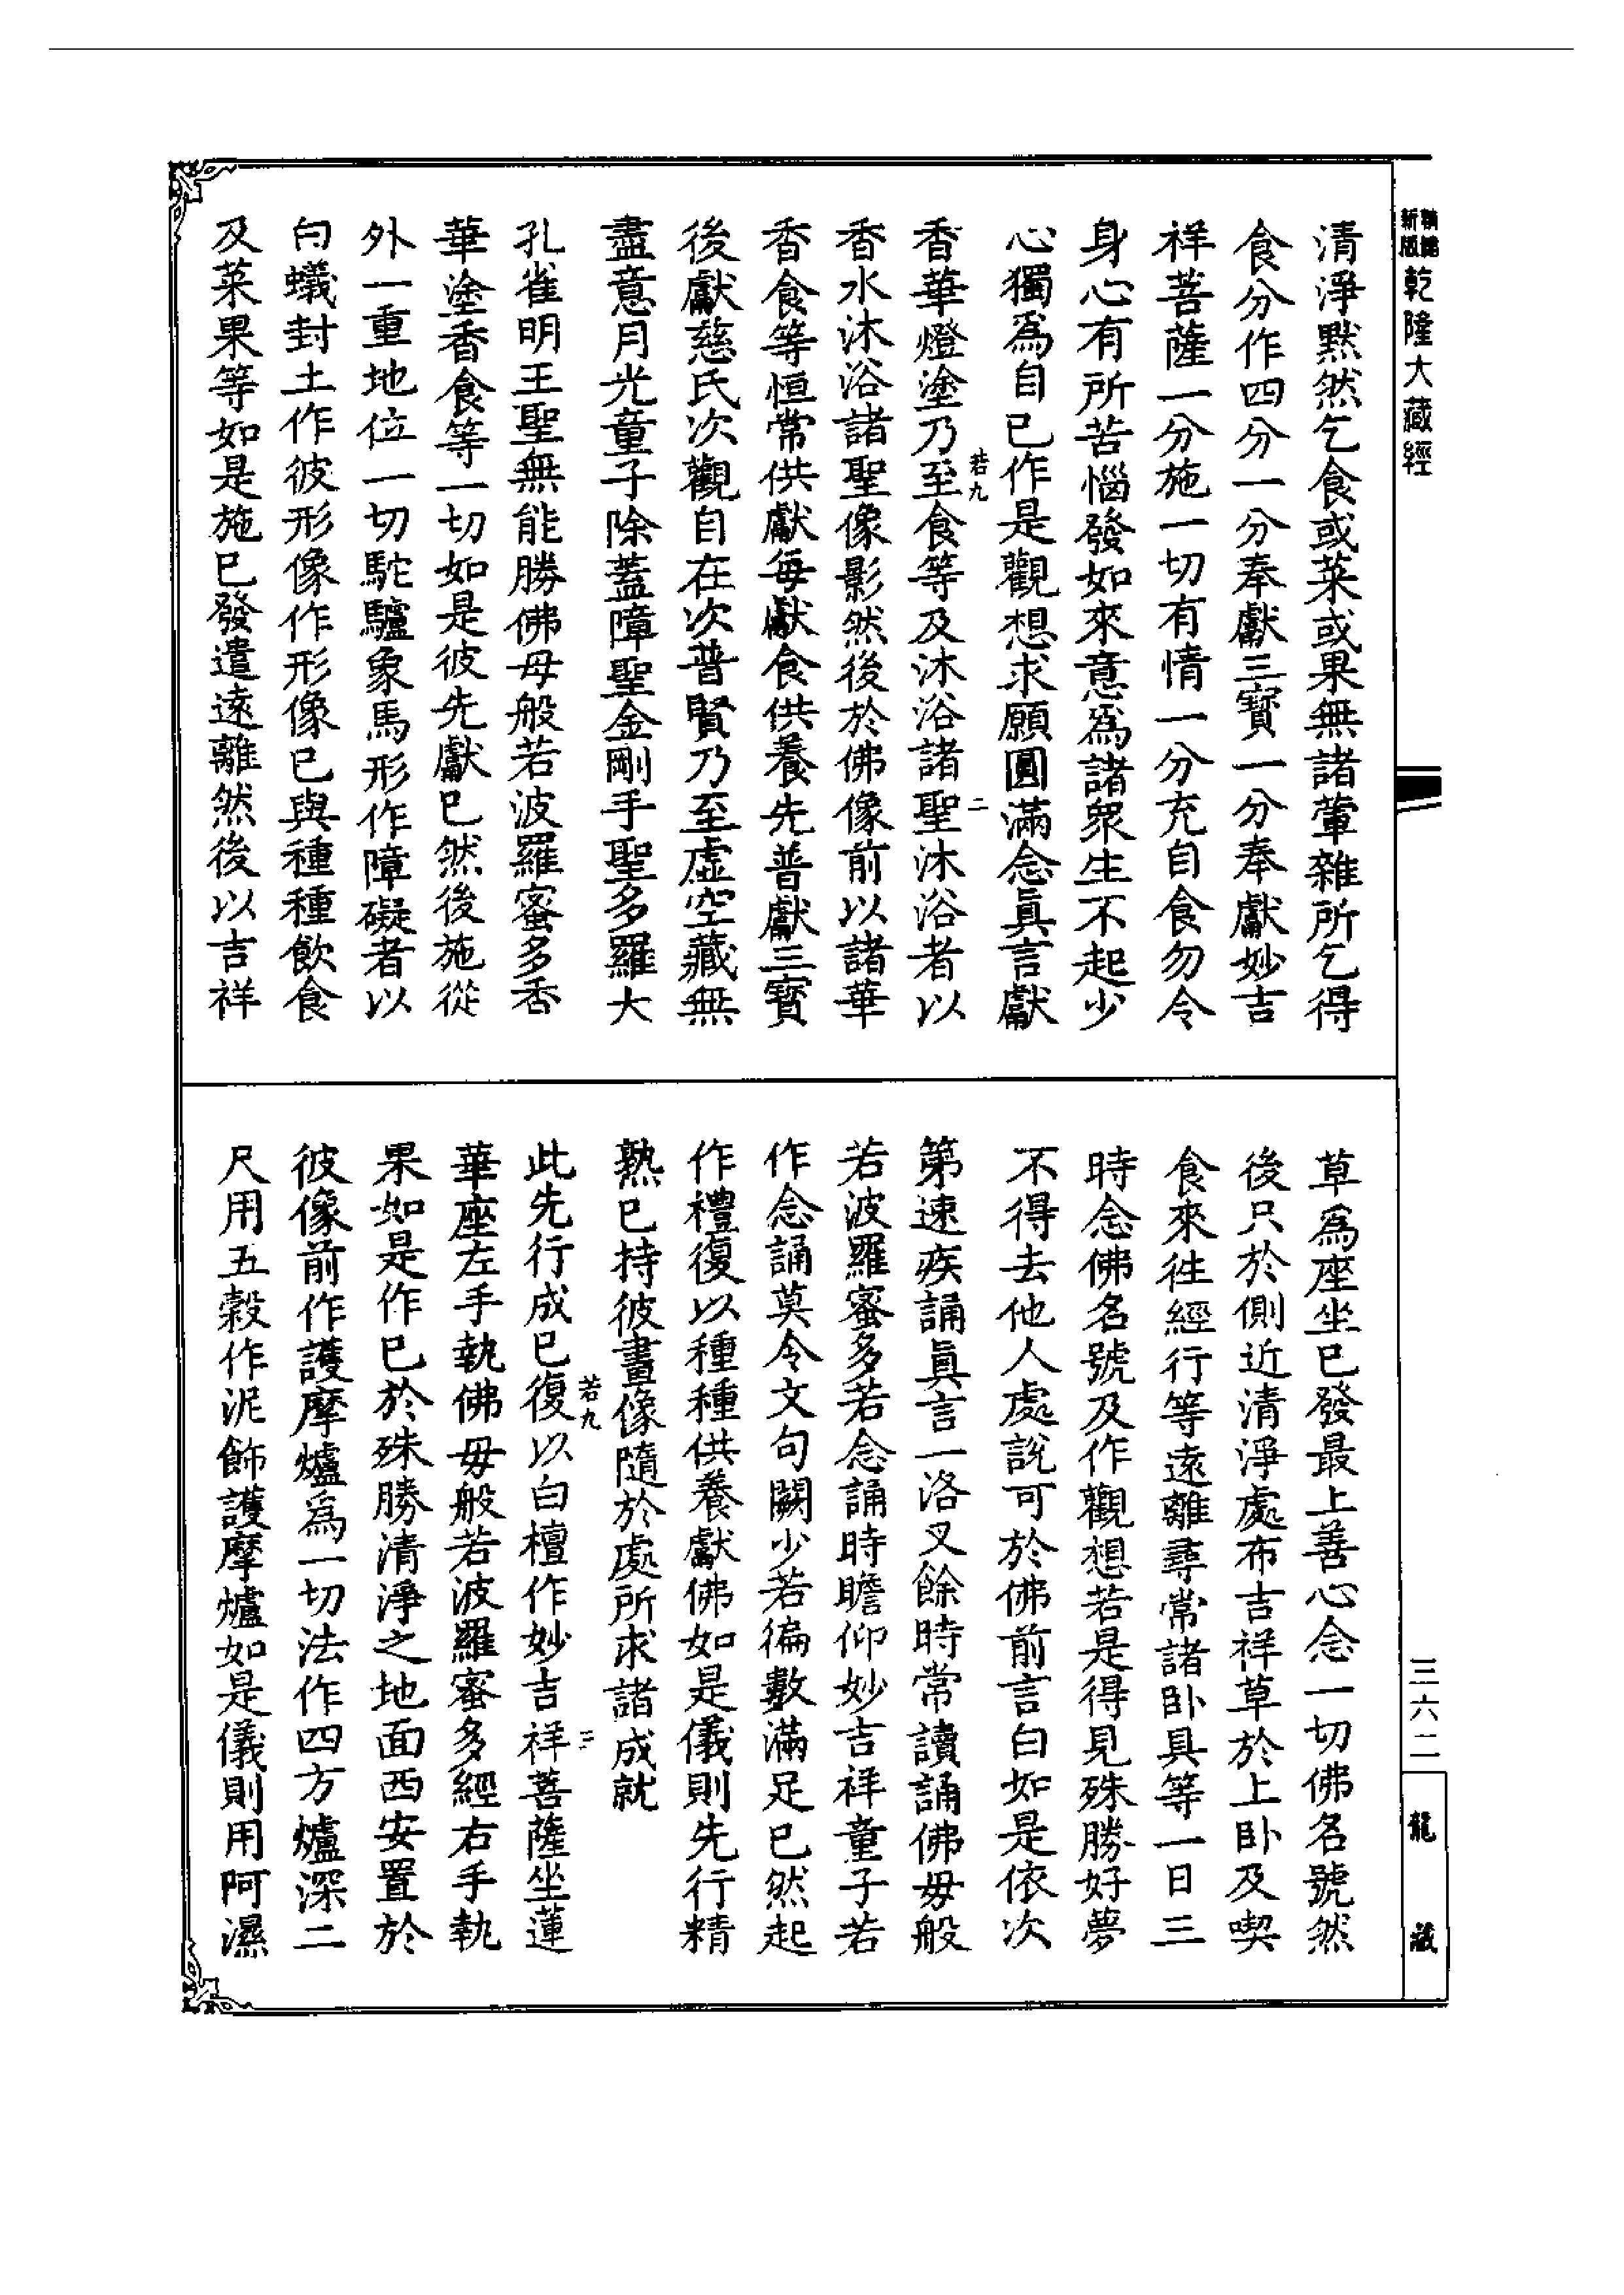 新編
新版
乾隆大藏經
清淨默然乞食或菜或果無諸葷雜所乞得
食分作四分一分奉獻三寳一分奉獻妙吉
祥菩薩一分施一切有情一分充自食勿令
身心有所苦惱發如來意爲諸衆生不起少
心獨爲自巳作是觀想求願圓滿念眞言獻
若九
二
香華燈塗乃至食等及沐浴諸聖沐浴者以
香水沐浴諸聖像影然後於佛像前以諸華
香食等恒常供獻每獻食供養先普獻三寳
後獻慈氏次觀自在次普賢乃至虛空藏無
盡意月光童子除蓋障聖金剛手聖多羅大
孔雀明王聖無能勝佛母般若波羅蜜多香
華塗香食等一切如是彼先獻巳然後施從
外一重地位一切駝驢象馬形作障礙者以
白蟻封土作彼形像作形像巳與種種飲食
及菜果等如是施巳發遣遠離然後以吉祥
草爲座坐巳發最上善心念一切佛名號然
後只於側近清淨處布吉祥草於上卧及喫
食來往經行等遠離尋常諸卧具等一日三
時念佛名號及作觀想若是得見殊勝好夢
不得去他人處說可於佛前言白如是依次
第速疾誦眞言一洛叉餘時常讀誦佛毋般
若波羅蜜多若念誦時瞻仰妙吉祥童子若
作念誦莫令文句闕少若徧數滿足巳然起
作禮復以種種供養獻佛如是儀則先行精
熟巳持彼畫像隨於處所求諸成就
若九
三
此先行成巳復以白檀作妙吉祥菩薩坐蓮
華座左手執佛毋般若波羅蜜多經右手執
果如是作巳於殊勝清淨之地面西安置於
彼像前作護摩爐爲一切法作四方爐深二
尺用五穀作泥飾護摩爐如是儀則用阿濕
三六二
龍藏